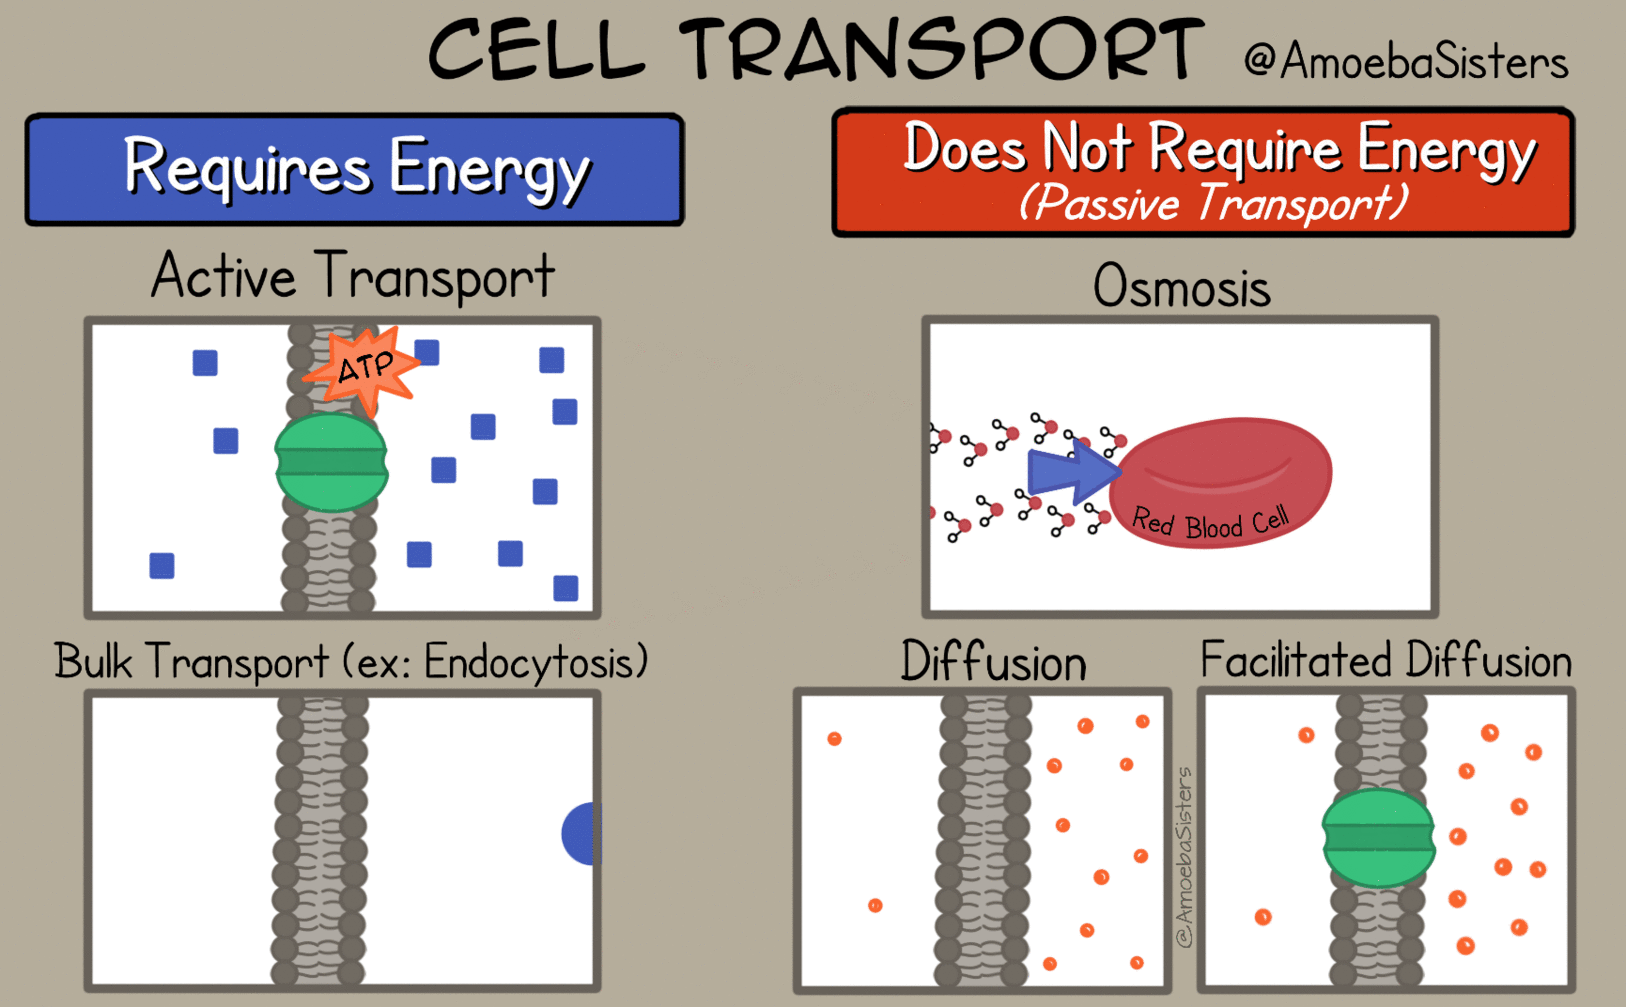 CELL TRANSPORT @AmoebaSisters
Requires Energy
Does Not Require Energy
(Passive Transport)
Active Transport
ATP
Osmosis
Red Blood Cell
Bulk Transport (ex: Endocytosis)
Diffusion
Facilitated Diffusion
@AmoebaSisters